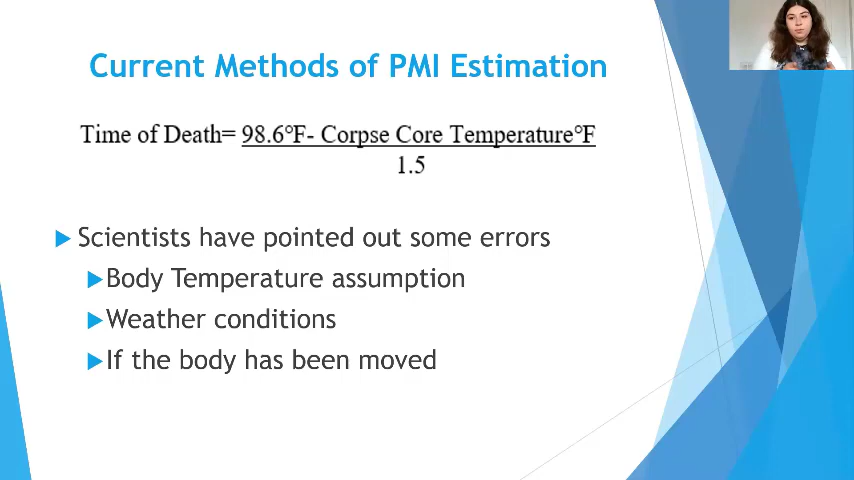 Current Methods of PMI Estimation
Time of Death= 98.6°F- Corpse Core Temperature°F
1.5
Scientists have pointed out some errors
Body Temperature assumption
Weather conditions
If the body has been moved